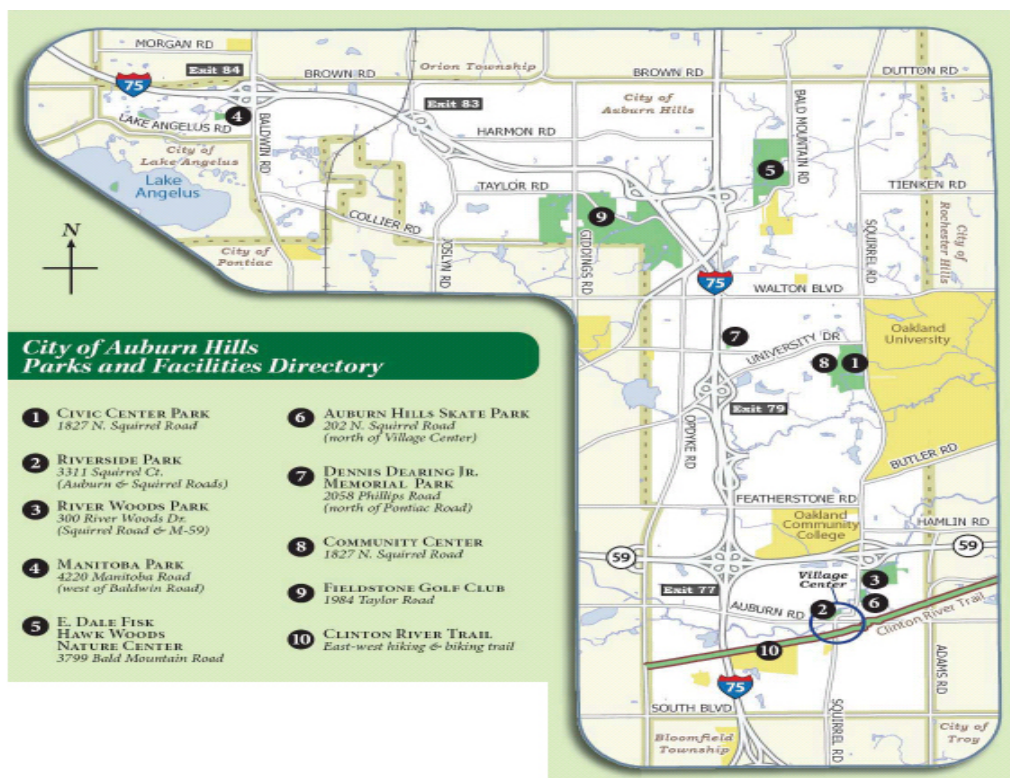 MORGAN RD
Exit 84
75
BROWN RD
Orion Township
BROWN RD
DUTTON RD
Exit 83
City of
Auburn Hills
4
LAKE ANGELUS RD
BALDWIN RD
HARMON RD
BALD MOUNTAIN RD
City of
Lake Angelus
Lake
Angelus
5
TAYLOR RD
TIENKEN RD
9
COLLIER RD
JOSLYN RD
GIDDINGS RD
SQUIRREL RD
City of
Rochester Hills
N
City of
Pontiac
75
WALTON BLVD
Oakland
University
7
UNIVERSITY DR
8
1
Exit 79
OPDYKE RD
BUTLER RD
FEATHERSTONE RD
Oakland
Community
College
HAMLIN RD
59
59
Village
Center
3
Exit 77
AUBURN RD
2
6
Clinton River Trail
10
ADAMS RD
75
SOUTH BLVD
SQUIRREL RD
Bloomfield
Township
City of
Troy
City of Auburn Hills
Parks and Facilities Directory
1 CIVIC CENTER PARK
1827 N. Squirrel Road
2 RIVERSIDE PARK
3311 Squirrel Ct.
(Auburn & Squirrel Roads)
3 RIVER WOODS PARK
300 River Woods Dr.
(Squirrel Road & M-59)
4 MANITOBA PARK
4220 Manitoba Road
(west of Baldwin Road)
5 E. DALE FISK
HAWK WOODS
NATURE CENTER
3799 Bald Mountain Road
6 AUBURN HILLS SKATE PARK
202 N. Squirrel Road
(north of Village Center)
7 DENNIS DEARING JR.
MEMORIAL PARK
2058 Phillips Road
(north of Pontiac Road)
8 COMMUNITY CENTER
1827 N. Squirrel Road
9 FIELDSTONE GOLF CLUB
1984 Taylor Road
10 CLINTON RIVER TRAIL
East-west hiking & biking trail